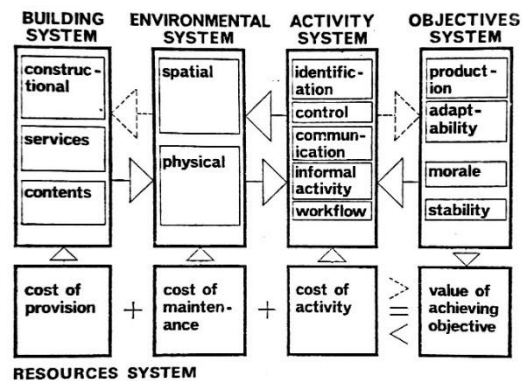 BUILDING SYSTEM
construc-
tional
services
contents
ENVIRONMENTAL SYSTEM
spatial
physical
ACTIVITY SYSTEM
identific-
ation
control
commun-
ication
informal
activity
workflow
OBJECTIVES SYSTEM
product-
ion
adapt-
ability
morale
stability
cost of
provision
+
cost of
mainten-
ance
+
cost of
activity
>
=
<
value of
achieving
objective
RESOURCES SYSTEM